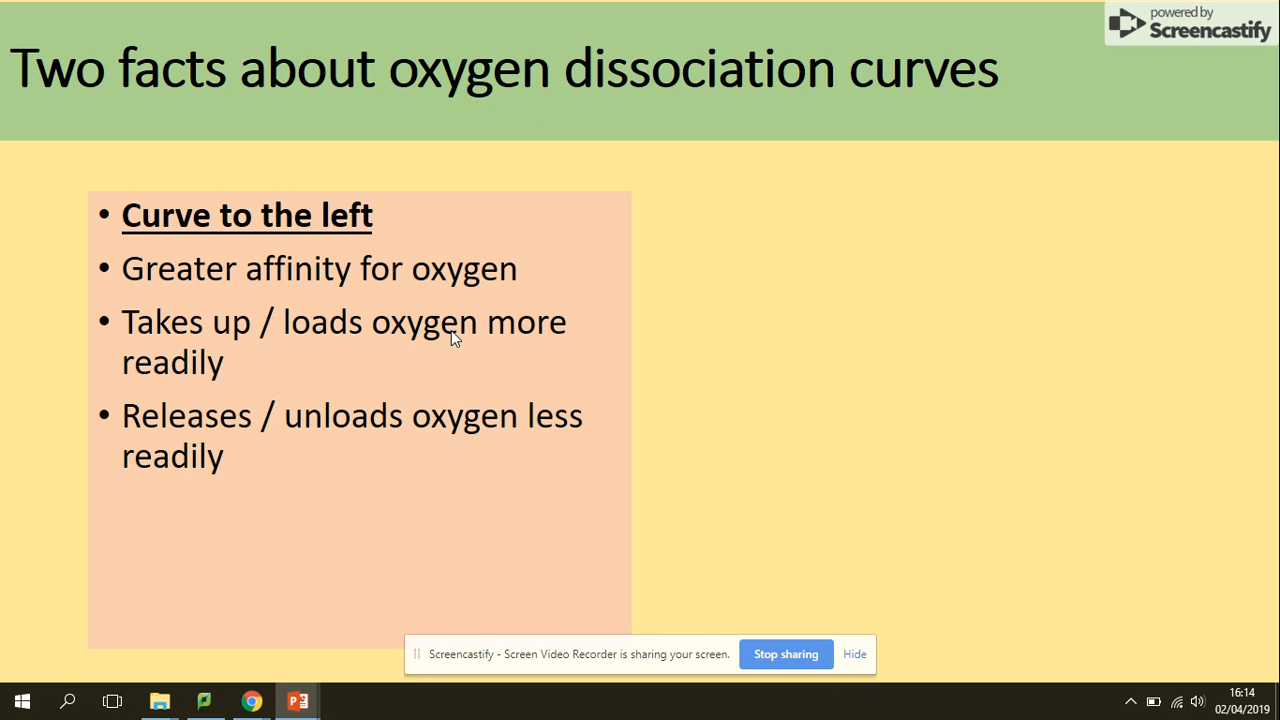 powered by
Screencastify
Two facts about oxygen dissociation curves
• Curve to the left
• Greater affinity for oxygen
• Takes up / loads oxygen more
readily
• Releases / unloads oxygen less
readily
Screencastify - Screen Video Recorder is sharing your screen. Stop sharing Hide
16:14
02/04/2019